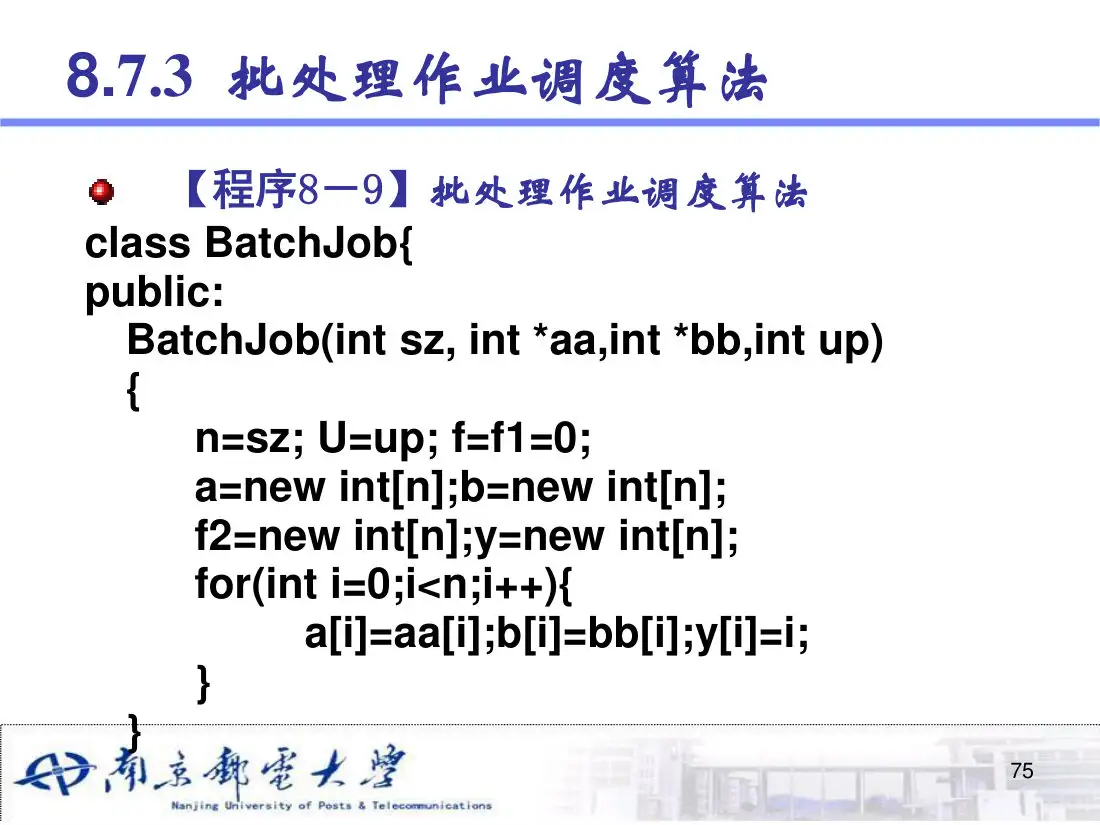 8.7.3 批处理作业调度算法
【程序8－9】批处理作业调度算法
class BatchJob{
public:
BatchJob(int sz, int *aa,int *bb,int up)
{
n=sz; U=up; f=f1=0;
a=new int[n];b=new int[n];
f2=new int[n];y=new int[n];
for(int i=0;i<n;i++){
a[i]=aa[i];b[i]=bb[i];y[i]=i;
}
}
南京郵電大學
Nanjing University of Posts & Telecommunications
75